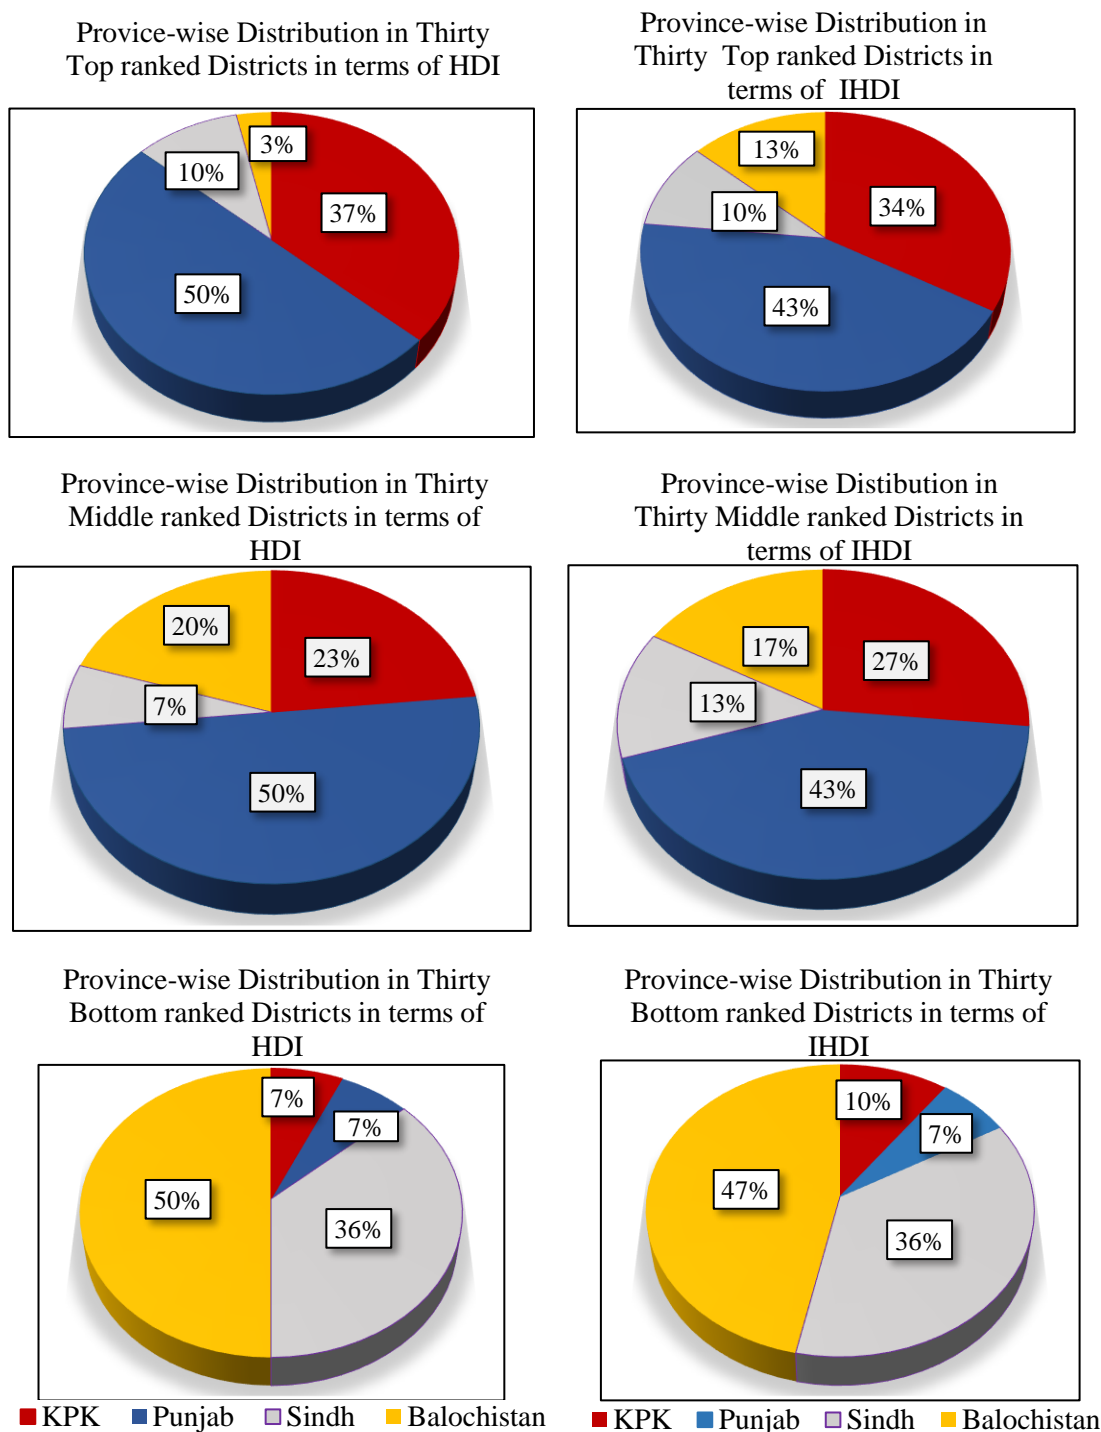 Provice-wise Distribution in Thirty
Top ranked Districts in terms of HDI
3%
10%
37%
50%
Province-wise Distribution in
Thirty Top ranked Districts in
terms of IHDI
13%
10%
34%
43%
Province-wise Distribution in Thirty
Middle ranked Districts in terms of
HDI
20%
23%
7%
50%
Province-wise Distibution in
Thirty Middle ranked Districts in
terms of IHDI
17%
27%
13%
43%
Province-wise Distribution in Thirty
Bottom ranked Districts in terms of
HDI
7%
7%
50%
36%
KPK Punjab Sindh Balochistan
Province-wise Distribution in Thirty
Bottom ranked Districts in terms of
IHDI
10%
7%
47%
36%
KPK Punjab Sindh Balochistan